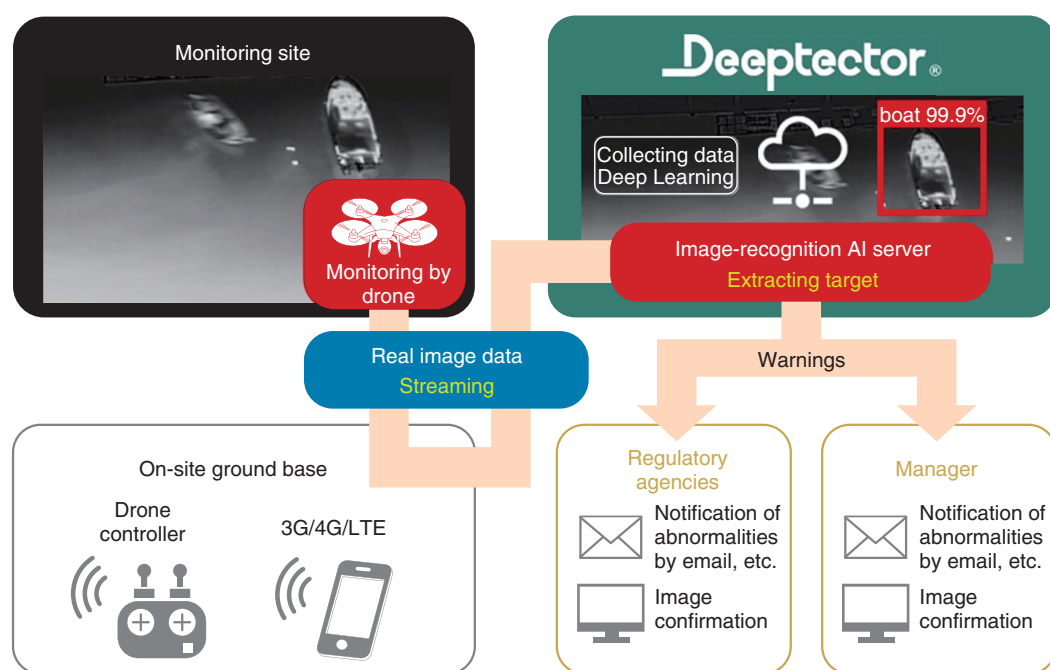 Monitoring site
Monitoring by
drone
Deeptector®
boat 99.9%
Collecting data
Deep Learning
Image-recognition AI server
Extracting target
Real image data
Streaming
Warnings
On-site ground base
Drone
controller
3G/4G/LTE
Regulatory
agencies
Notification of
abnormalities
by email, etc.
Image
confirmation
Manager
Notification of
abnormalities
by email, etc.
Image
confirmation